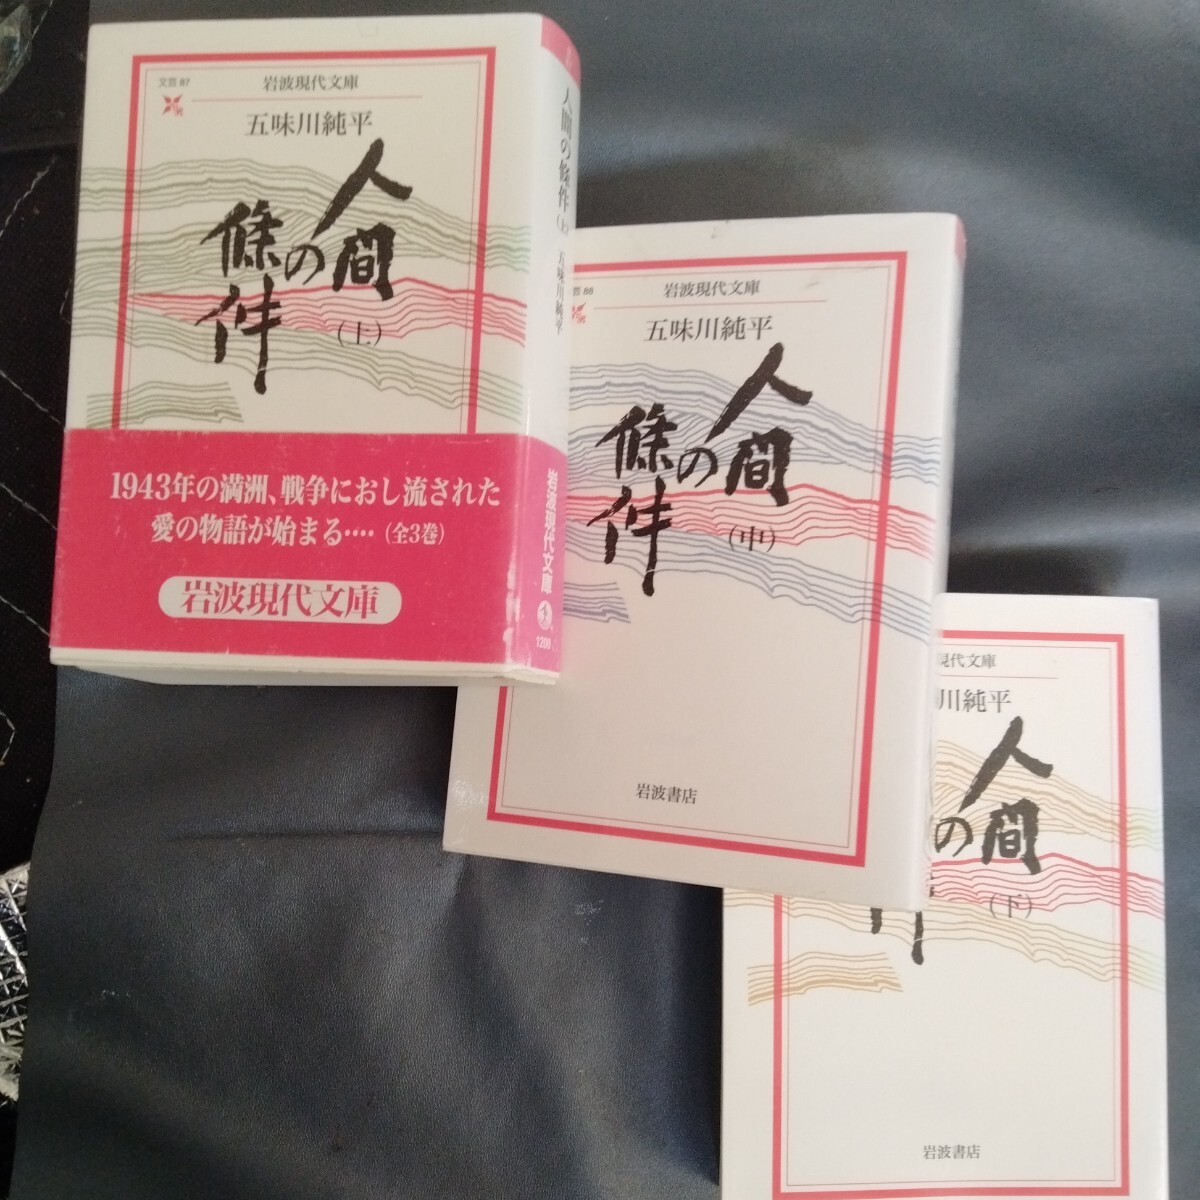 文芸 87
岩波現代文庫
五味川純平
人間の
條件
(上)
1943年の満洲、戦争におし流された
愛の物語が始まる‥‥(全3巻)
岩波現代文庫
人間の條件(上) 五味川純平
岩波現代文庫
1200
芸 88
岩波現代文庫
五味川純平
人間の
條件
(中)
岩波書店
現代文庫
川純平
人間の
件
(下)
岩波書店